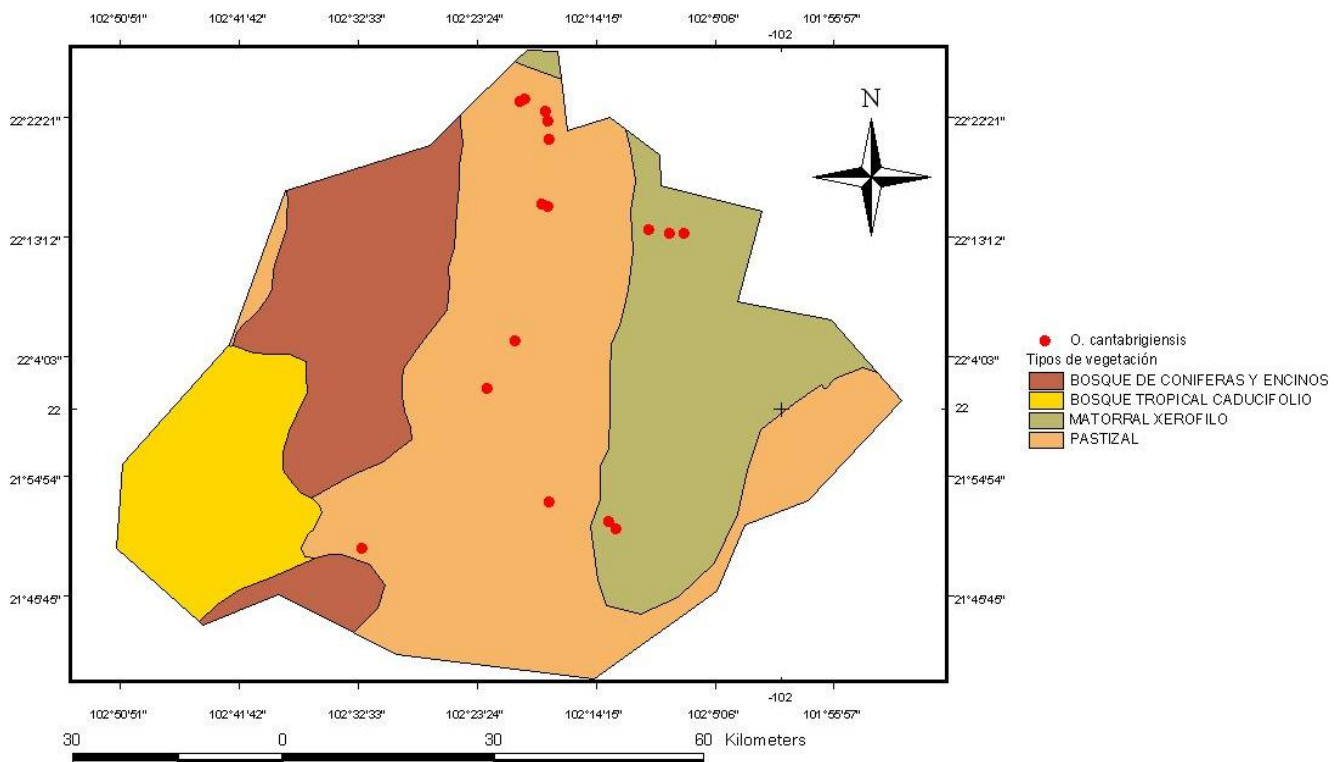 102°50'51" 102°41'42" 102°32'33" 102°23'24" 102°14'15" 102°5'06" -102 101°55'57"
N
22°22'21" 22°22'21"
22°13'12" 22°13'12"
22°4'03" 22°4'03"
22 22
21°54'54" 21°54'54"
21°45'45" 21°45'45"
O. cantabrigiensis
Tipos de vegetación
BOSQUE DE CONIFERAS Y ENCINOS
BOSQUE TROPICAL CADUCIFOLIO
MATORRAL XEROFILO
PASTIZAL
102°50'51" 102°41'42" 102°32'33" 102°23'24" 102°14'15" 102°5'06" -102 101°55'57"
30 0 30 60 Kilometers